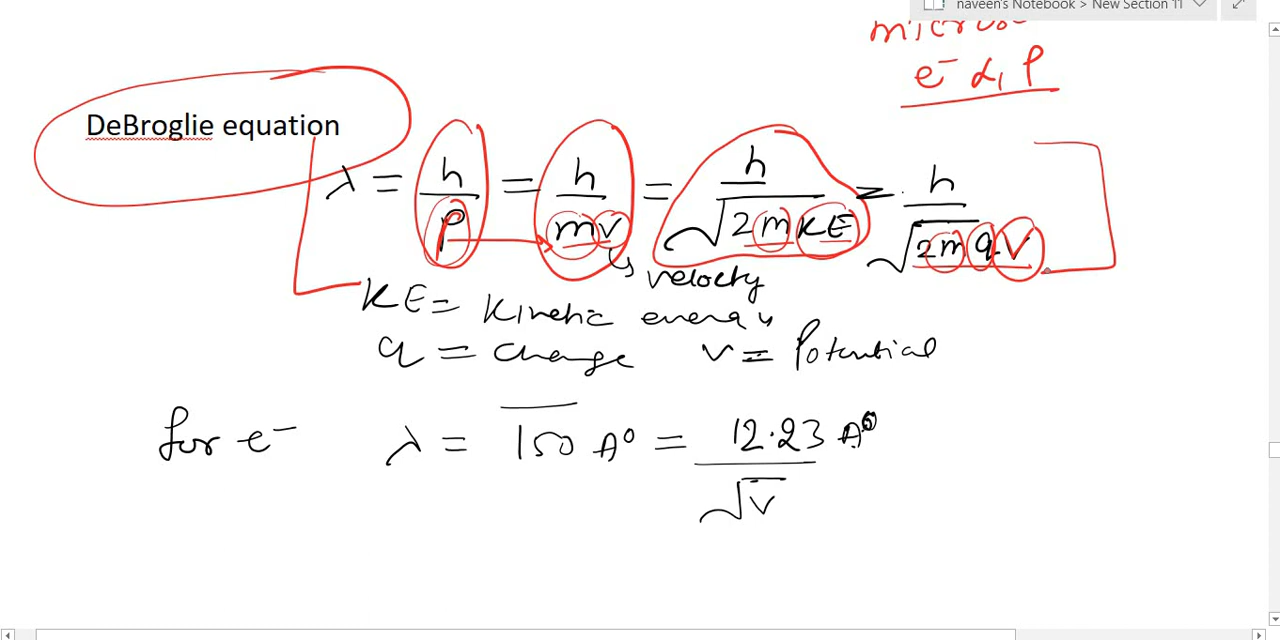 naveen's Notebook > New Section 11
e⁻ α, P
DeBroglie equation
λ = h/p = h/mv = h/√2mKE = h/√2mqV
velocity
KE = Kinetic energy
q = Charge v = Potential
for e⁻ λ = 150 A° = 12.23/√V A°